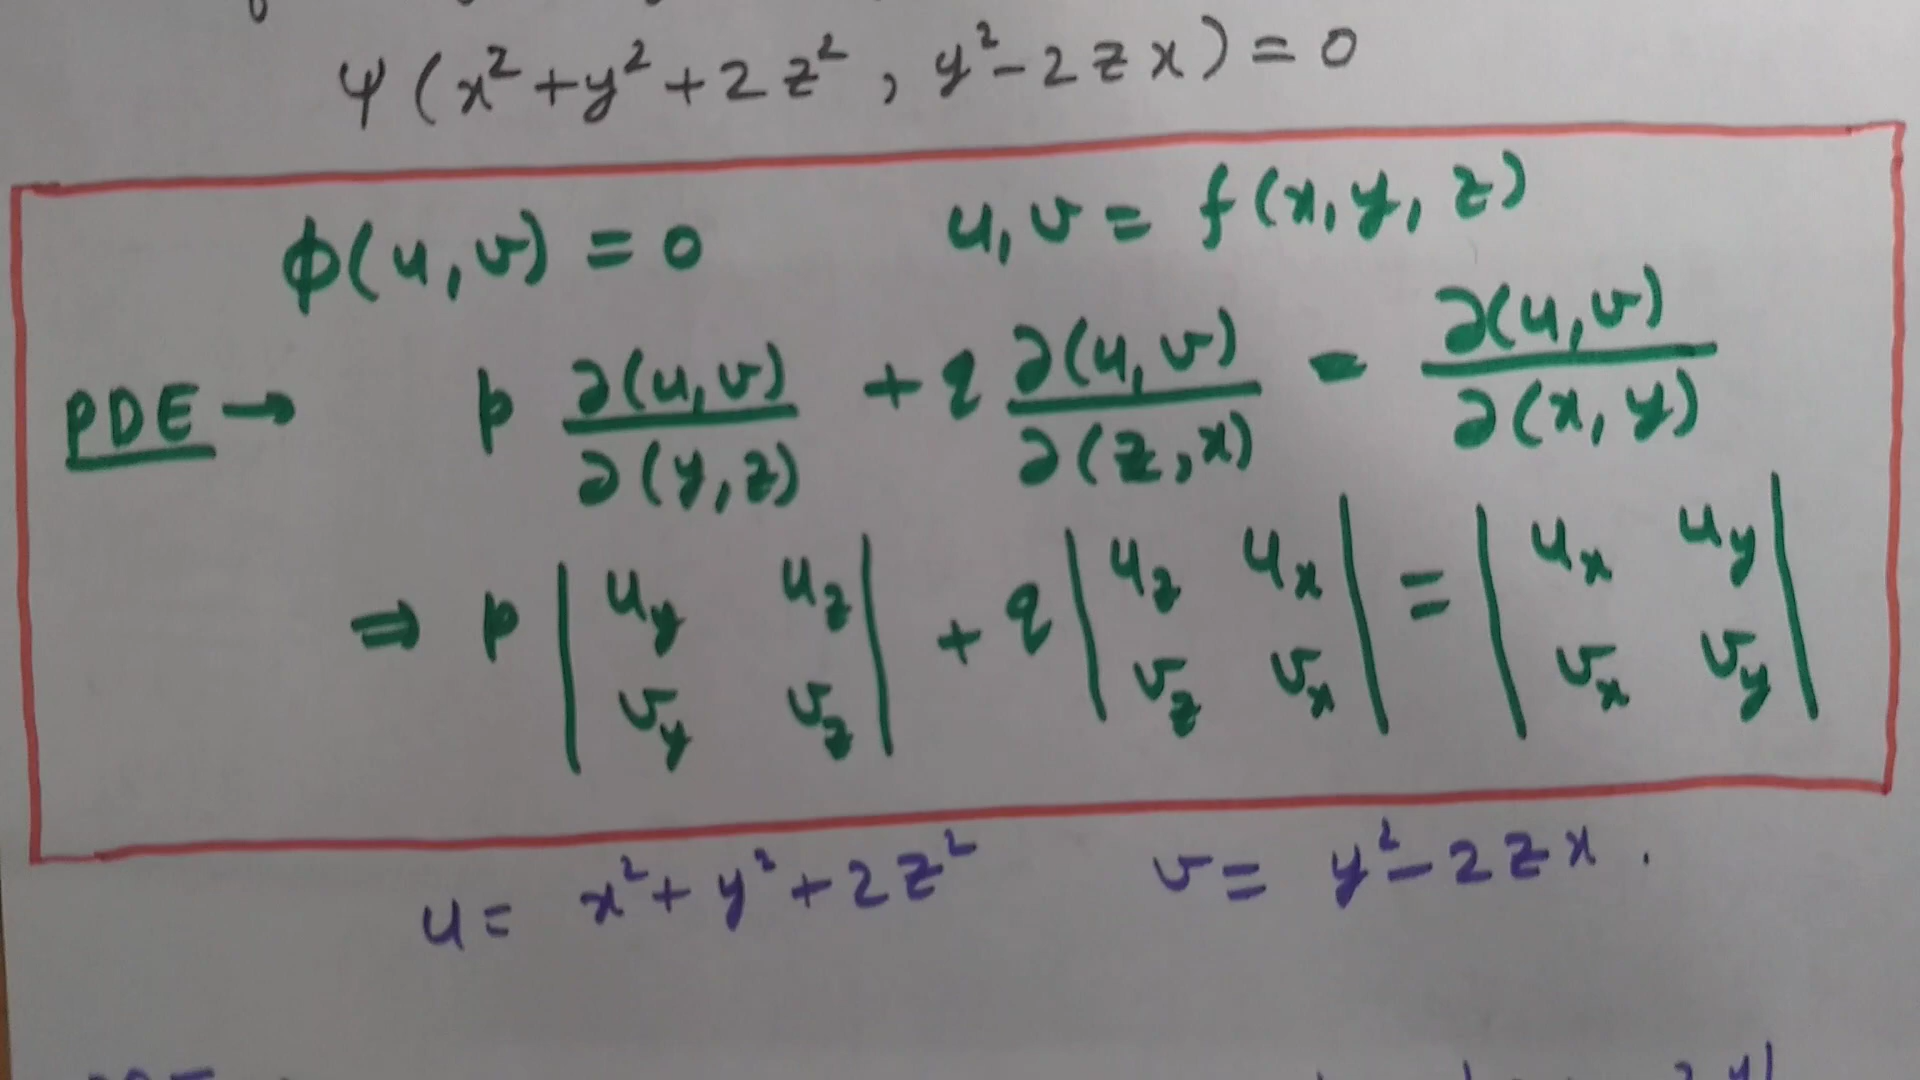 ψ(x²+y²+2z², y²-2zx)=0
φ(u,v)=0 u,v = f(x,y,z)
PDE → p ∂(u,v)/∂(y,z) + q ∂(u,v)/∂(z,x) = ∂(u,v)/∂(x,y)
⇒ p |u_y u_z; v_y v_z| + q |u_z u_x; v_z v_x| = |u_x u_y; v_x v_y|
u = x²+y²+2z² v = y²-2zx.